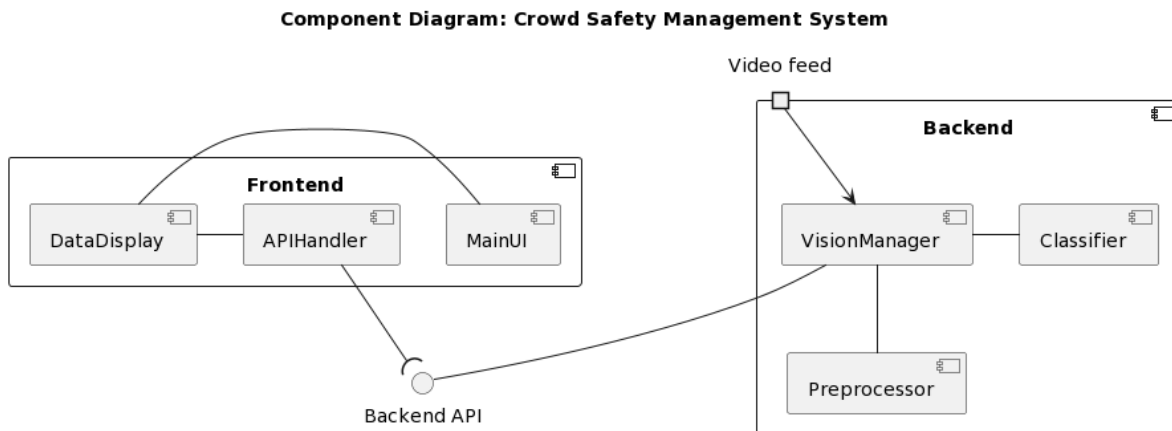 Component Diagram: Crowd Safety Management System
Video feed
Backend
Frontend
DataDisplay
APIHandler
MainUI
VisionManager
Classifier
Preprocessor
Backend API